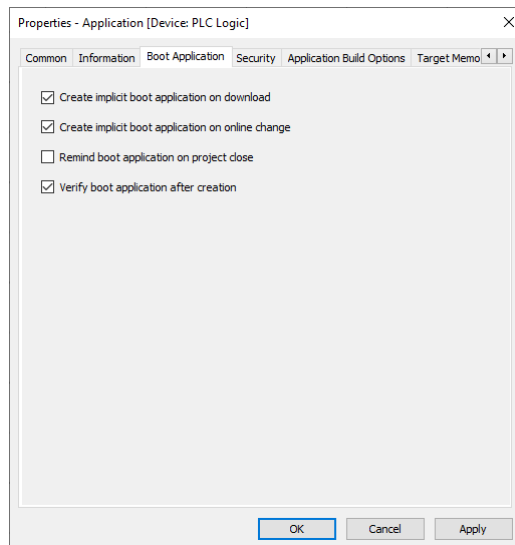 Properties - Application [Device: PLC Logic]
Common Information Boot Application Security Application Build Options Target Memo
Create implicit boot application on download
Create implicit boot application on online change
Remind boot application on project close
Verify boot application after creation
OK Cancel Apply